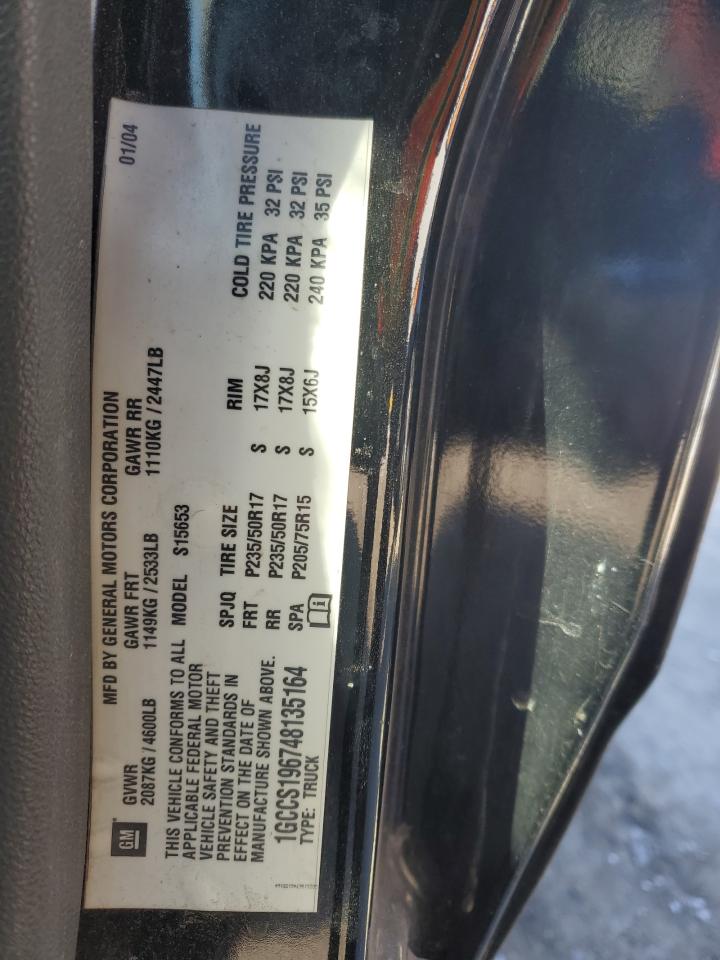 MFD BY GENERAL MOTORS CORPORATION 01/04
GM
GVWR GAWR FRT GAWR RR
2087KG / 4600LB 1149KG / 2533LB 1110KG / 2447LB
THIS VEHICLE CONFORMS TO ALL
APPLICABLE FEDERAL MOTOR
VEHICLE SAFETY AND THEFT
PREVENTION STANDARDS IN
EFFECT ON THE DATE OF
MANUFACTURE SHOWN ABOVE.
1GCCS196748135164
TYPE: TRUCK
MODEL S15653
SPJQ TIRE SIZE RIM COLD TIRE PRESSURE
FRT P235/50R17 S 17X8J 220 KPA 32 PSI
RR P235/50R17 S 17X8J 220 KPA 32 PSI
SPA P205/75R15 S 15X6J 240 KPA 35 PSI